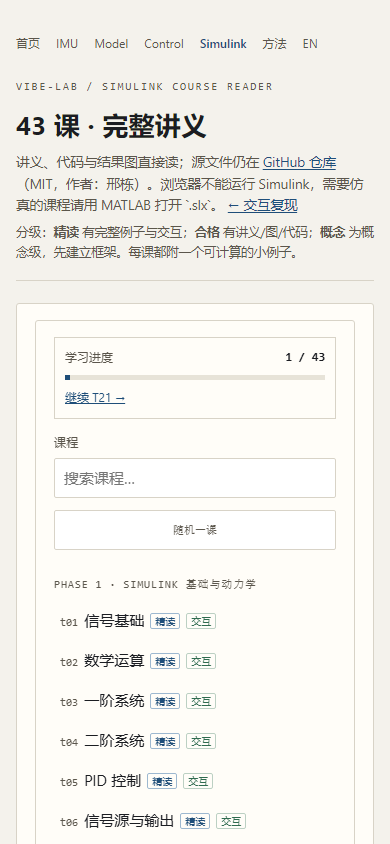 首页 IMU Model Control Simulink 方法 EN
VIBE-LAB / SIMULINK COURSE READER
43 课 · 完整讲义
讲义、代码与结果图直接读；源文件仍在 GitHub 仓库
（MIT，作者：邢栋）。浏览器不能运行 Simulink，需要仿
真的课程请用 MATLAB 打开 `.slx`。 ← 交互复现
分级：精读 有完整例子与交互；合格 有讲义/图/代码；概念 为概
念级，先建立框架。每课都附一个可计算的小例子。
学习进度 1 / 43
继续 T21 →
课程
搜索课程…
随机一课
PHASE 1 · SIMULINK 基础与动力学
t01 信号基础 精读 交互
t02 数学运算 精读 交互
t03 一阶系统 精读 交互
t04 二阶系统 精读 交互
t05 PID 控制 精读 交互
t06 信号源与输出 精读 交互